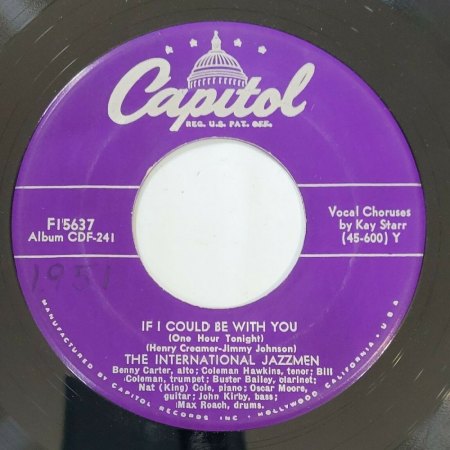 Capitol
REG. U.S. PAT. OFF.
F15637
Album CDF-241
Vocal Choruses
by Kay Starr
(45-600) Y
1951
IF I COULD BE WITH YOU
(One Hour Tonight)
(Henry Creamer-Jimmy Johnson)
THE INTERNATIONAL JAZZMEN
Benny Carter, alto; Coleman Hawkins, tenor; Bill
Coleman, trumpet; Buster Bailey, clarinet;
Nat (King) Cole, piano; Oscar Moore,
guitar; John Kirby, bass;
Max Roach, drums.
MANUFACTURED BY CAPITOL RECORDS INC · HOLLYWOOD, CALIFORNIA, U.S.A.